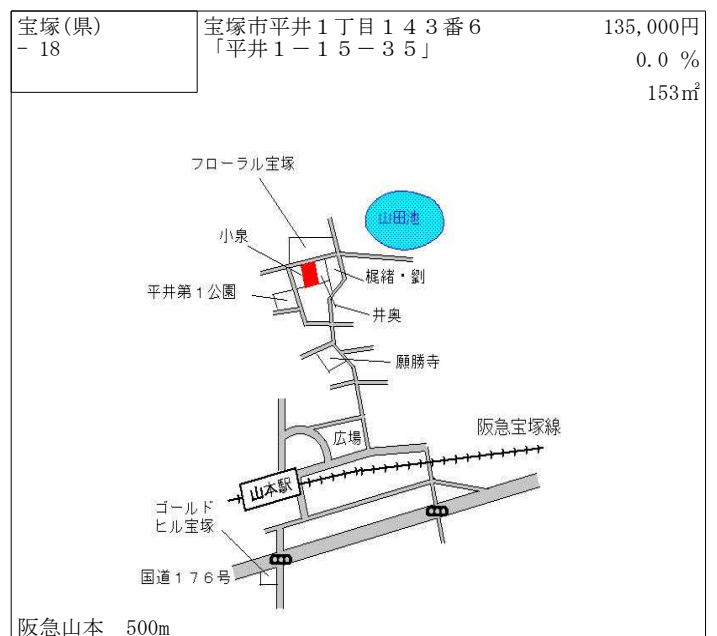 宝塚(県)
- 18
宝塚市平井1丁目143番6
「平井1-15-35」
135,000円
0.0 %
153㎡
フローラル宝塚
山田池
小泉
梶緒・劉
平井第1公園
井奥
願勝寺
広場
阪急宝塚線
山本駅
ゴールド
ヒル宝塚
国道176号
阪急山本 500m